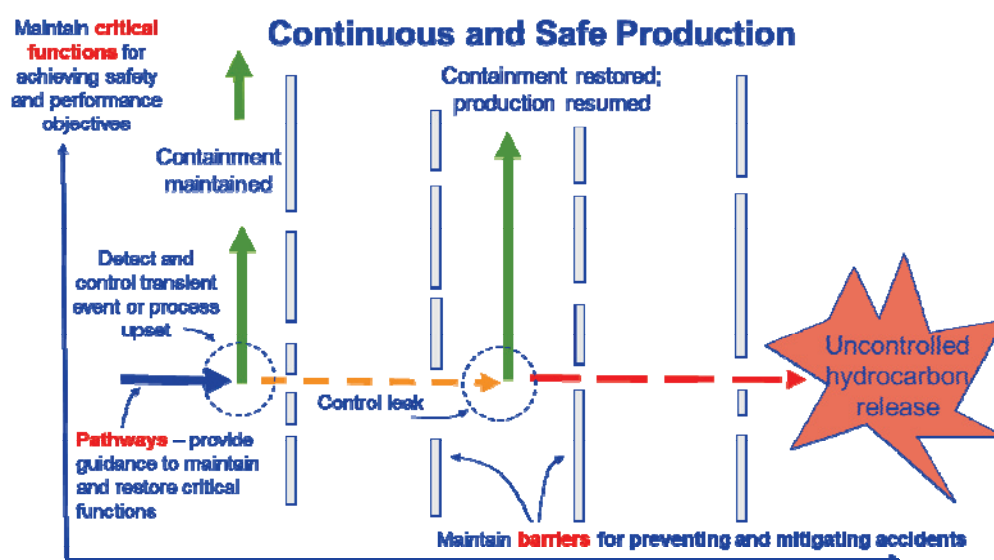 Continuous and Safe Production
Maintain critical
functions for
achieving safety
and performance
objectives
Containment restored;
production resumed
Containment
maintained
Detect and
control transient
event or process
upset
Uncontrolled
hydrocarbon
release
Control leak
Pathways – provide
guidance to maintain
and restore critical
functions
Maintain barriers for preventing and mitigating accidents